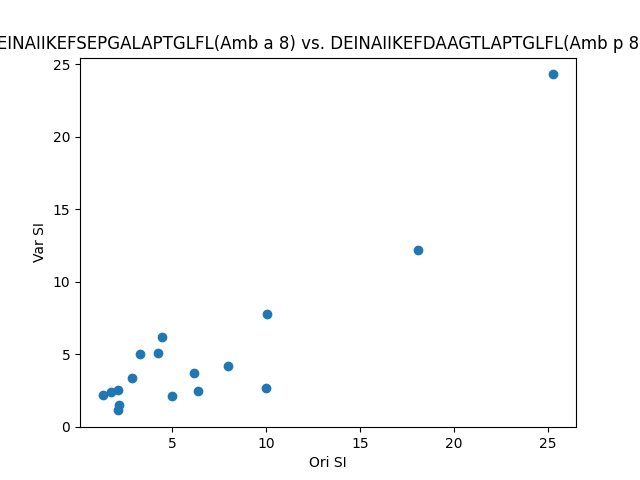 EINAIIKEFSEPGALAPTGLFL(Amb a 8) vs. DEINAIIKEFDAAGTLAPTGLFL(Amb p 8
25
20
15
10
5
0
Var SI
5 10 15 20 25
Ori SI